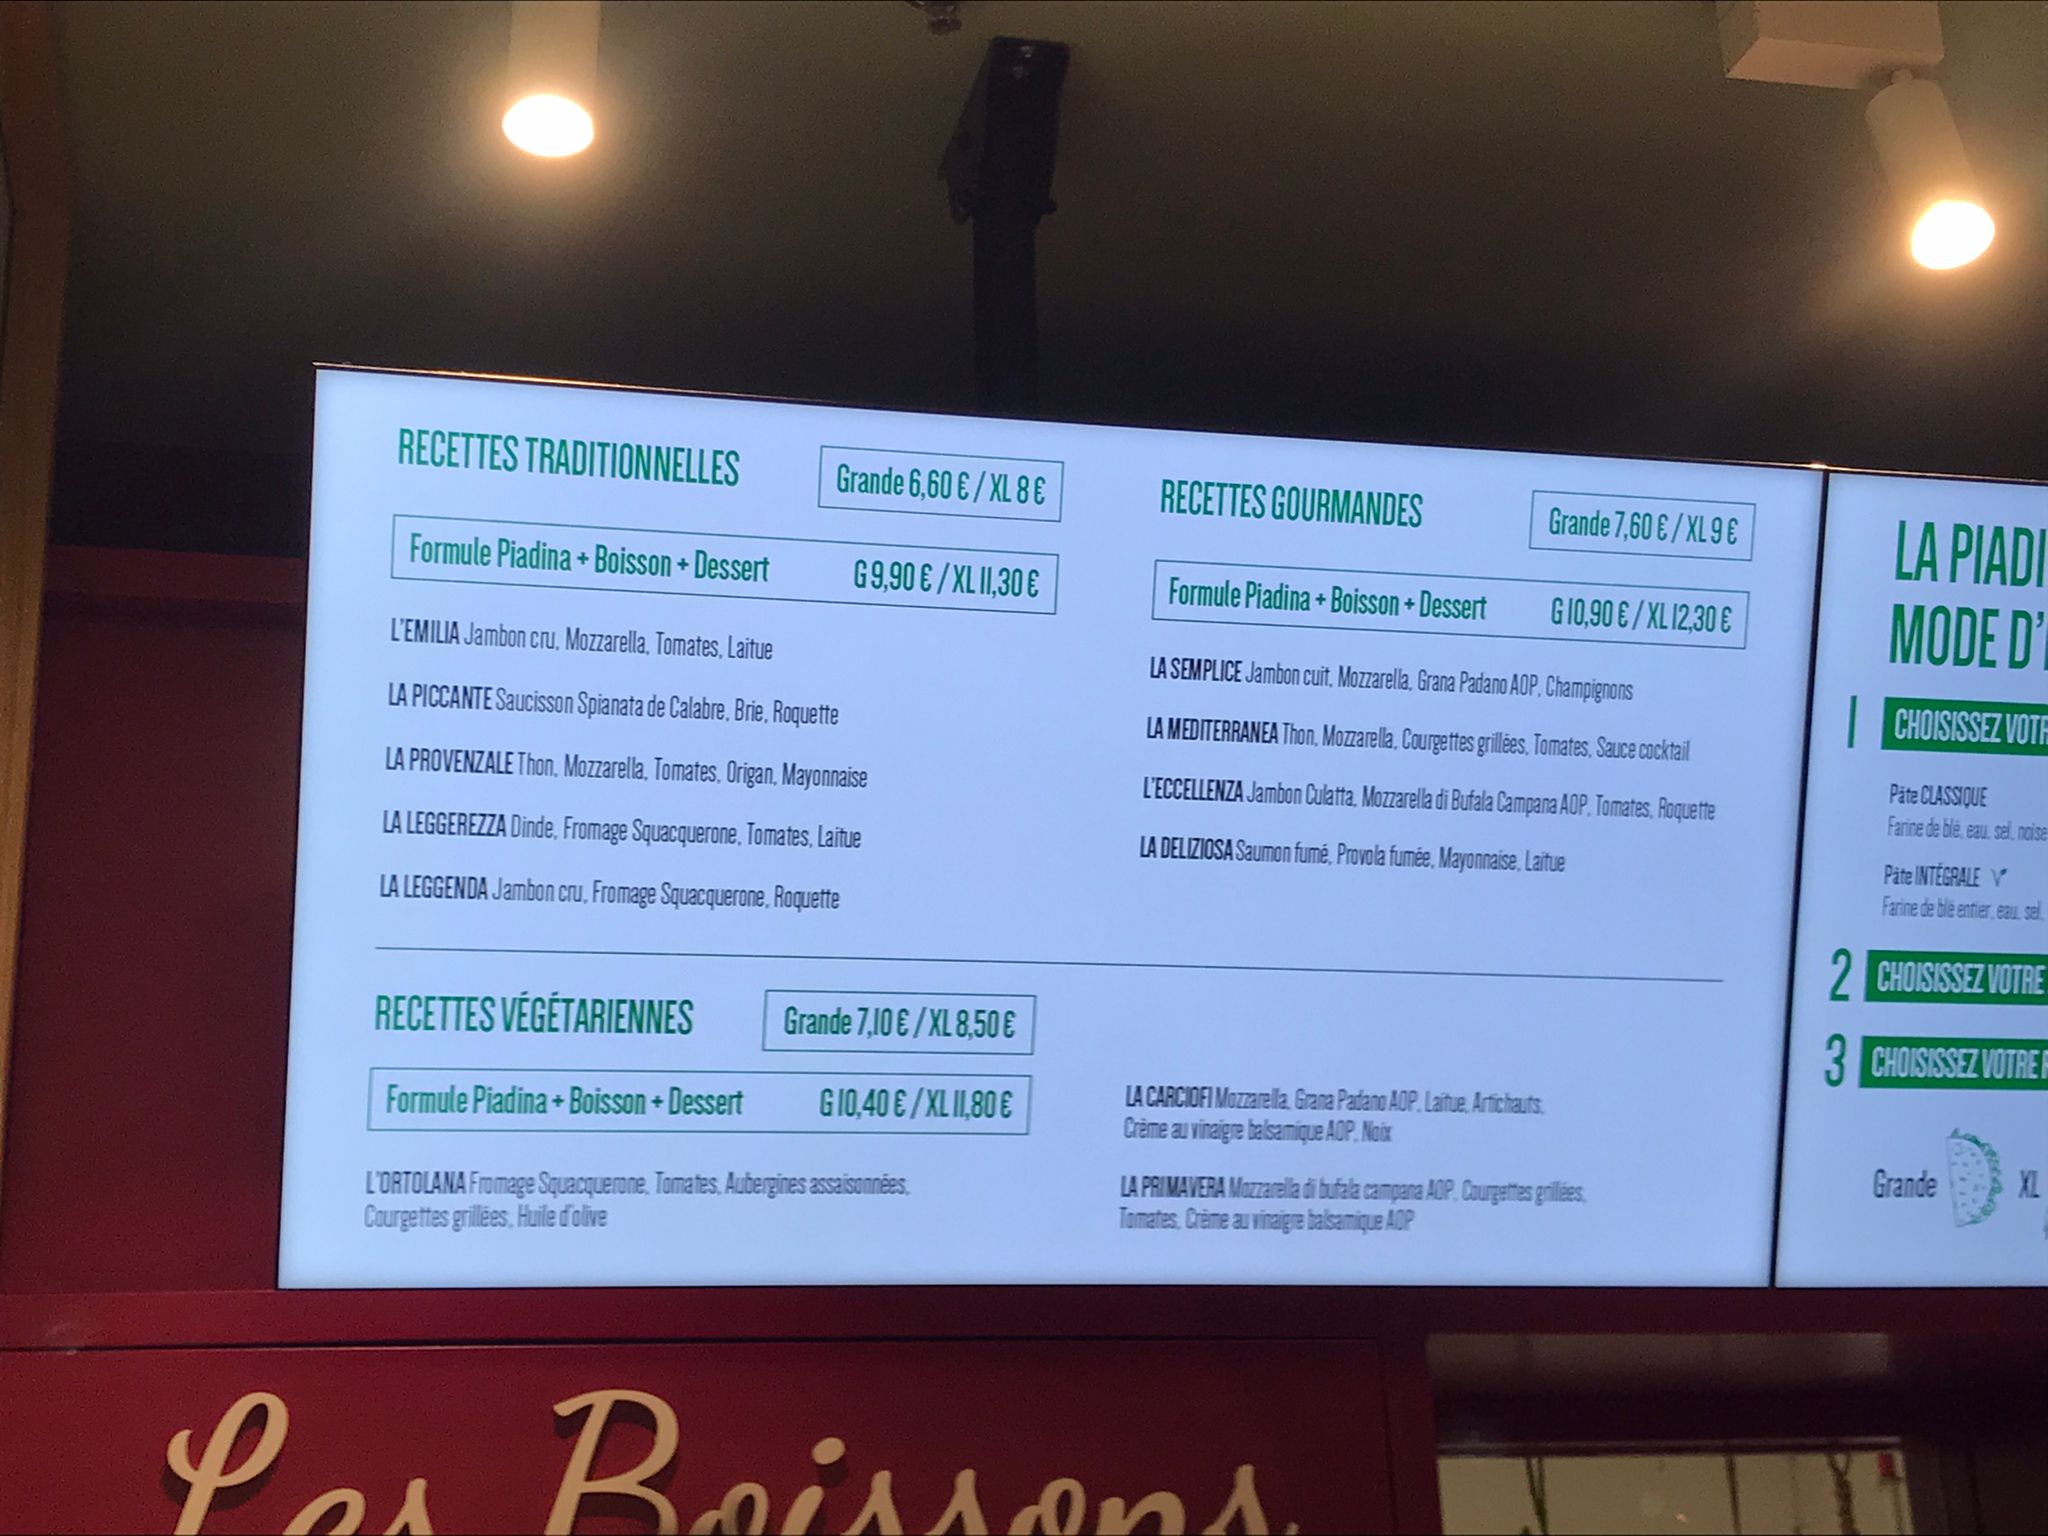 RECETTES TRADITIONNELLES
Grande 6,60 € / XL 8 €
Formule Piadina + Boisson + Dessert G 9,90 € / XL 11,30 €
L'EMILIA Jambon cru, Mozzarella, Tomates, Laitue
LA PICCANTE Saucisson Spianata de Calabre, Brie, Roquette
LA PROVENZALE Thon, Mozzarella, Tomates, Origan, Mayonnaise
LA LEGGEREZZA Dinde, Fromage Squacquerone, Tomates, Laitue
LA LEGGENDA Jambon cru, Fromage Squacquerone, Roquette
RECETTES GOURMANDES
Grande 7,60 € / XL 9 €
Formule Piadina + Boisson + Dessert G 10,90 € / XL 12,30 €
LA SEMPLICE Jambon cuit, Mozzarella, Grana Padano AOP, Champignons
LA MEDITERRANEA Thon, Mozzarella, Courgettes grillées, Tomates, Sauce cocktail
L'ECCELLENZA Jambon Culatta, Mozzarella di Bufala Campana AOP, Tomates, Roquette
LA DELIZIOSA Saumon fumé, Provola fumée, Mayonnaise, Laitue
RECETTES VÉGÉTARIENNES
Grande 7,10 € / XL 8,50 €
Formule Piadina + Boisson + Dessert G 10,40 € / XL 11,80 €
L'ORTOLANA Fromage Squacquerone, Tomates, Aubergines assaisonnées,
Courgettes grillées, Huile d'olive
LA CARCIOFI Mozzarella, Grana Padano AOP, Laitue, Artichauts,
Crème au vinaigre balsamique AOP, Noix
LA PRIMAVERA Mozzarella di bufala campana AOP, Courgettes grillées,
Tomates, Crème au vinaigre balsamique AOP
LA PIADI
MODE D'
1 CHOISISSEZ VOTR
Pâte CLASSIQUE
Farine de blé, eau, sel, noise
Pâte INTÉGRALE
Farine de blé entier, eau, sel,
2 CHOISISSEZ VOTRE
3 CHOISISSEZ VOTRE
Grande XL
Les Boissons